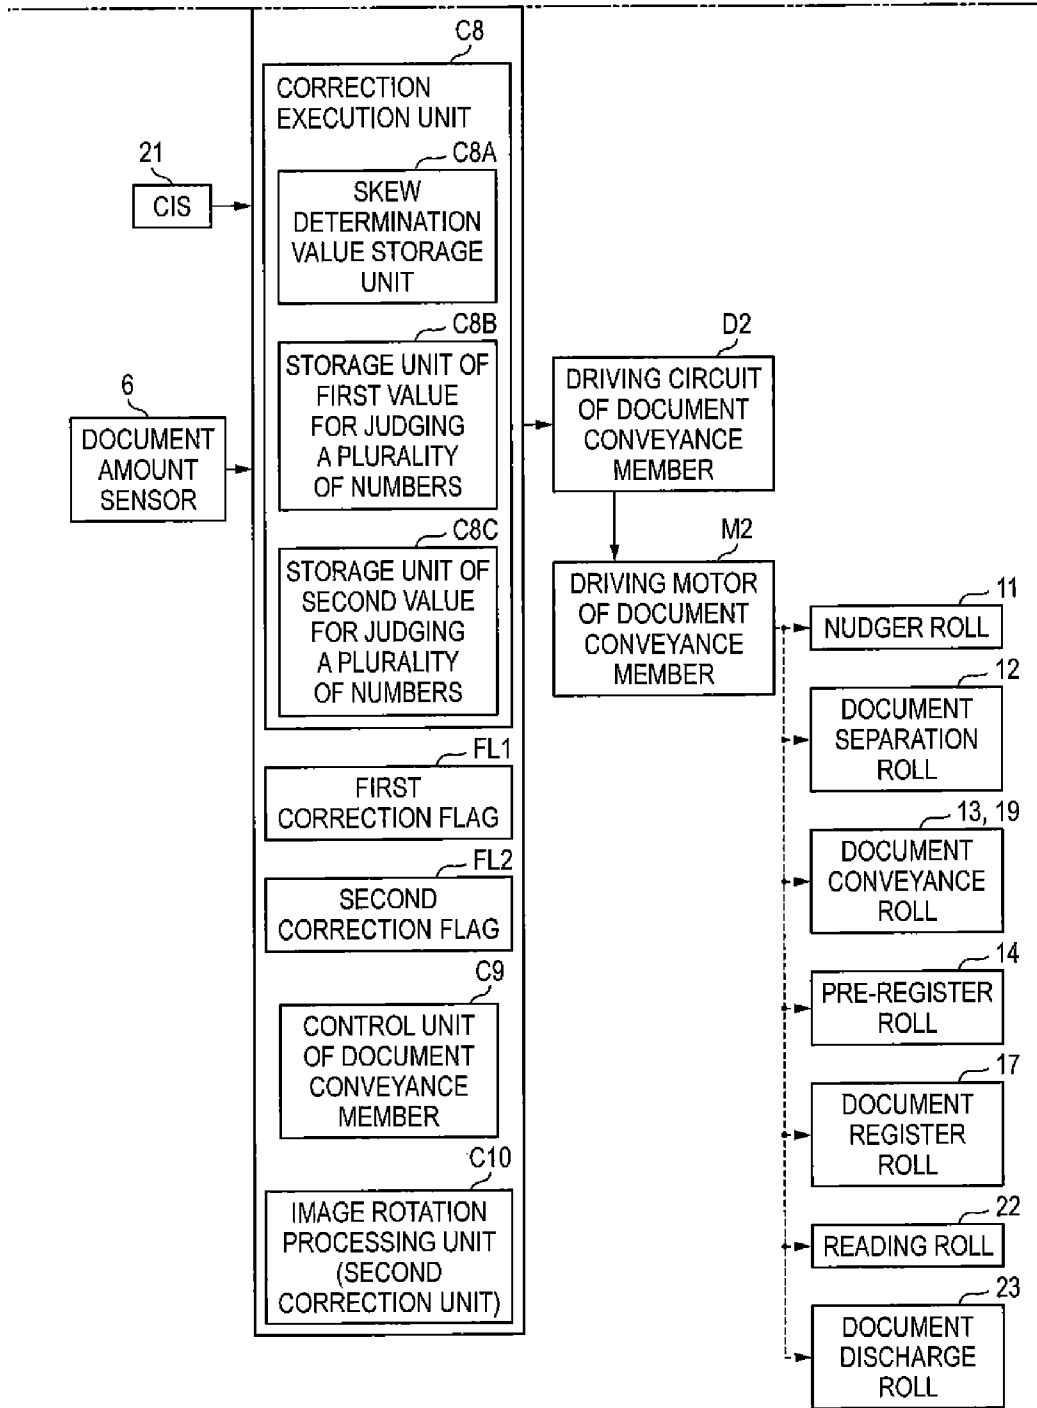 C8
CORRECTION
EXECUTION UNIT
C8A
SKEW
DETERMINATION
VALUE STORAGE
UNIT
21
CIS
C8B
STORAGE UNIT OF
FIRST VALUE
FOR JUDGING
A PLURALITY
OF NUMBERS
6
DOCUMENT
AMOUNT
SENSOR
D2
DRIVING CIRCUIT
OF DOCUMENT
CONVEYANCE
MEMBER
C8C
STORAGE UNIT OF
SECOND VALUE
FOR JUDGING
A PLURALITY
OF NUMBERS
M2
DRIVING MOTOR
OF DOCUMENT
CONVEYANCE
MEMBER
11
NUDGER ROLL
12
DOCUMENT
SEPARATION
ROLL
FL1
FIRST
CORRECTION FLAG
13, 19
DOCUMENT
CONVEYANCE
ROLL
FL2
SECOND
CORRECTION FLAG
14
PRE-REGISTER
ROLL
C9
CONTROL UNIT
OF DOCUMENT
CONVEYANCE
MEMBER
17
DOCUMENT
REGISTER
ROLL
C10
IMAGE ROTATION
PROCESSING UNIT
(SECOND
CORRECTION UNIT)
22
READING ROLL
23
DOCUMENT
DISCHARGE
ROLL